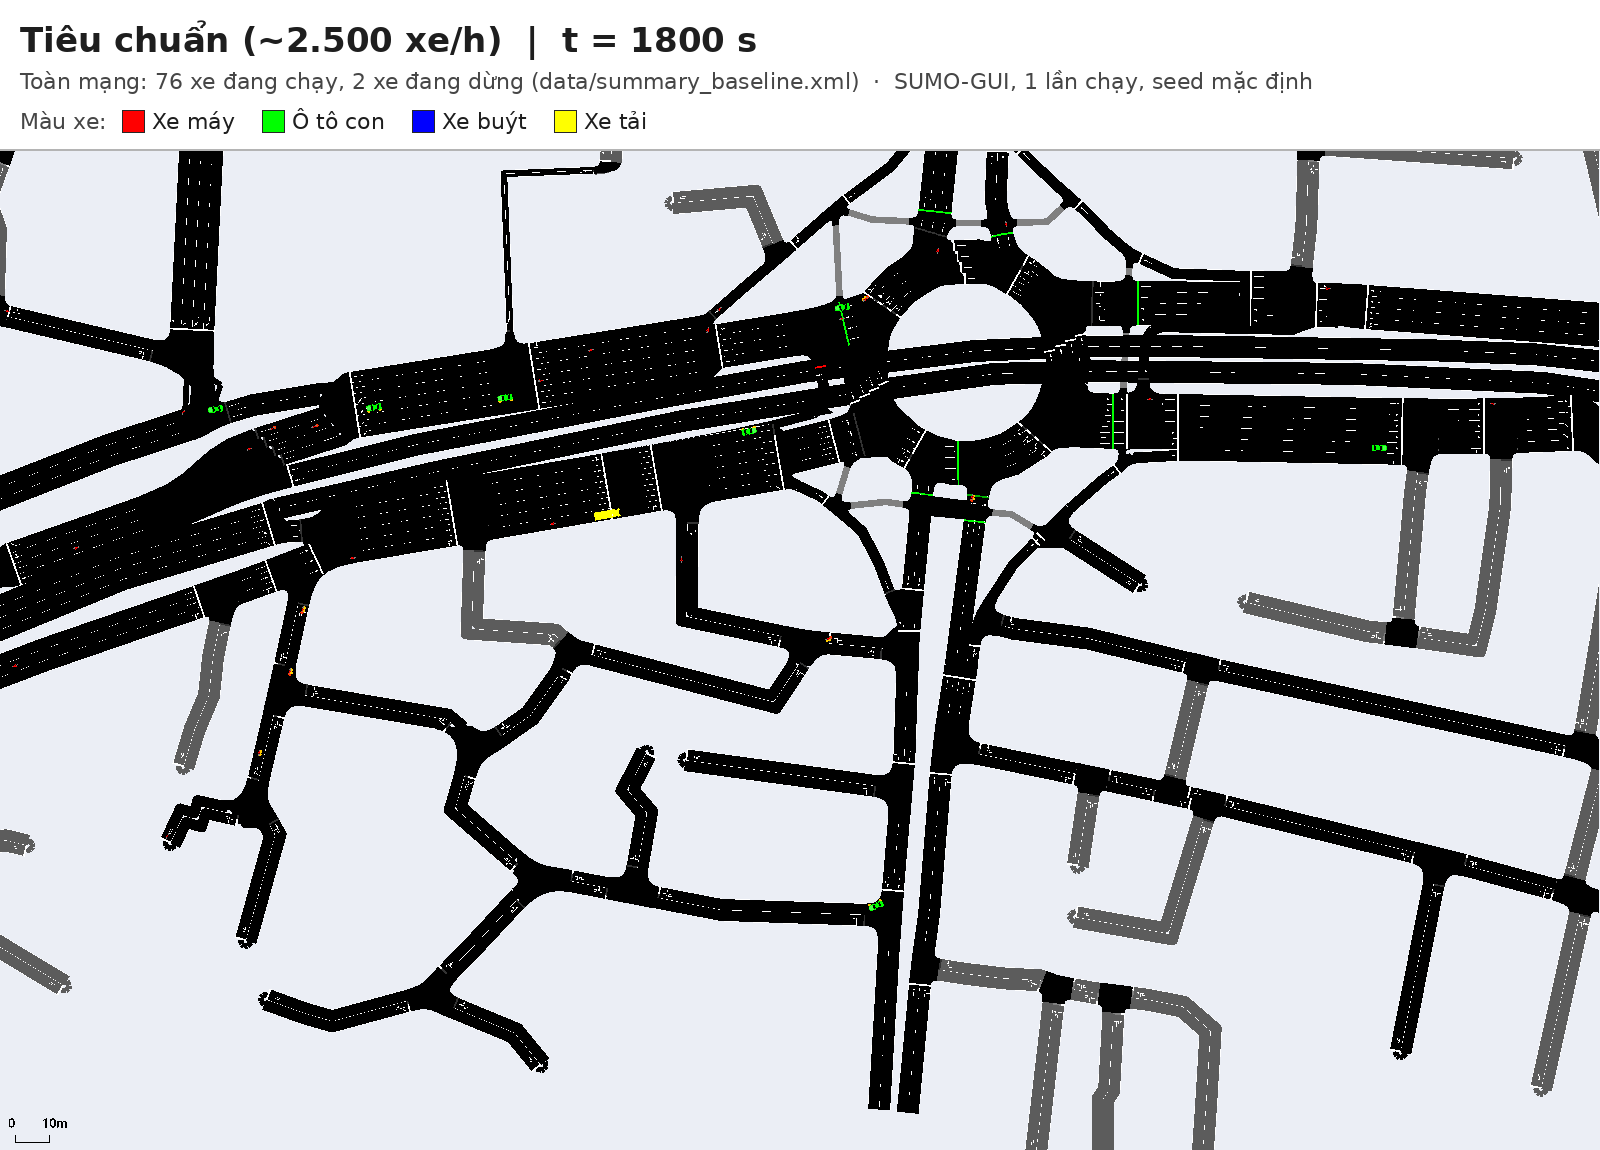 Tiêu chuẩn (~2.500 xe/h) | t = 1800 s
Toàn mạng: 76 xe đang chạy, 2 xe đang dừng (data/summary_baseline.xml) · SUMO-GUI, 1 lần chạy, seed mặc định
Màu xe: Xe máy Ô tô con Xe buýt Xe tải
0 10m